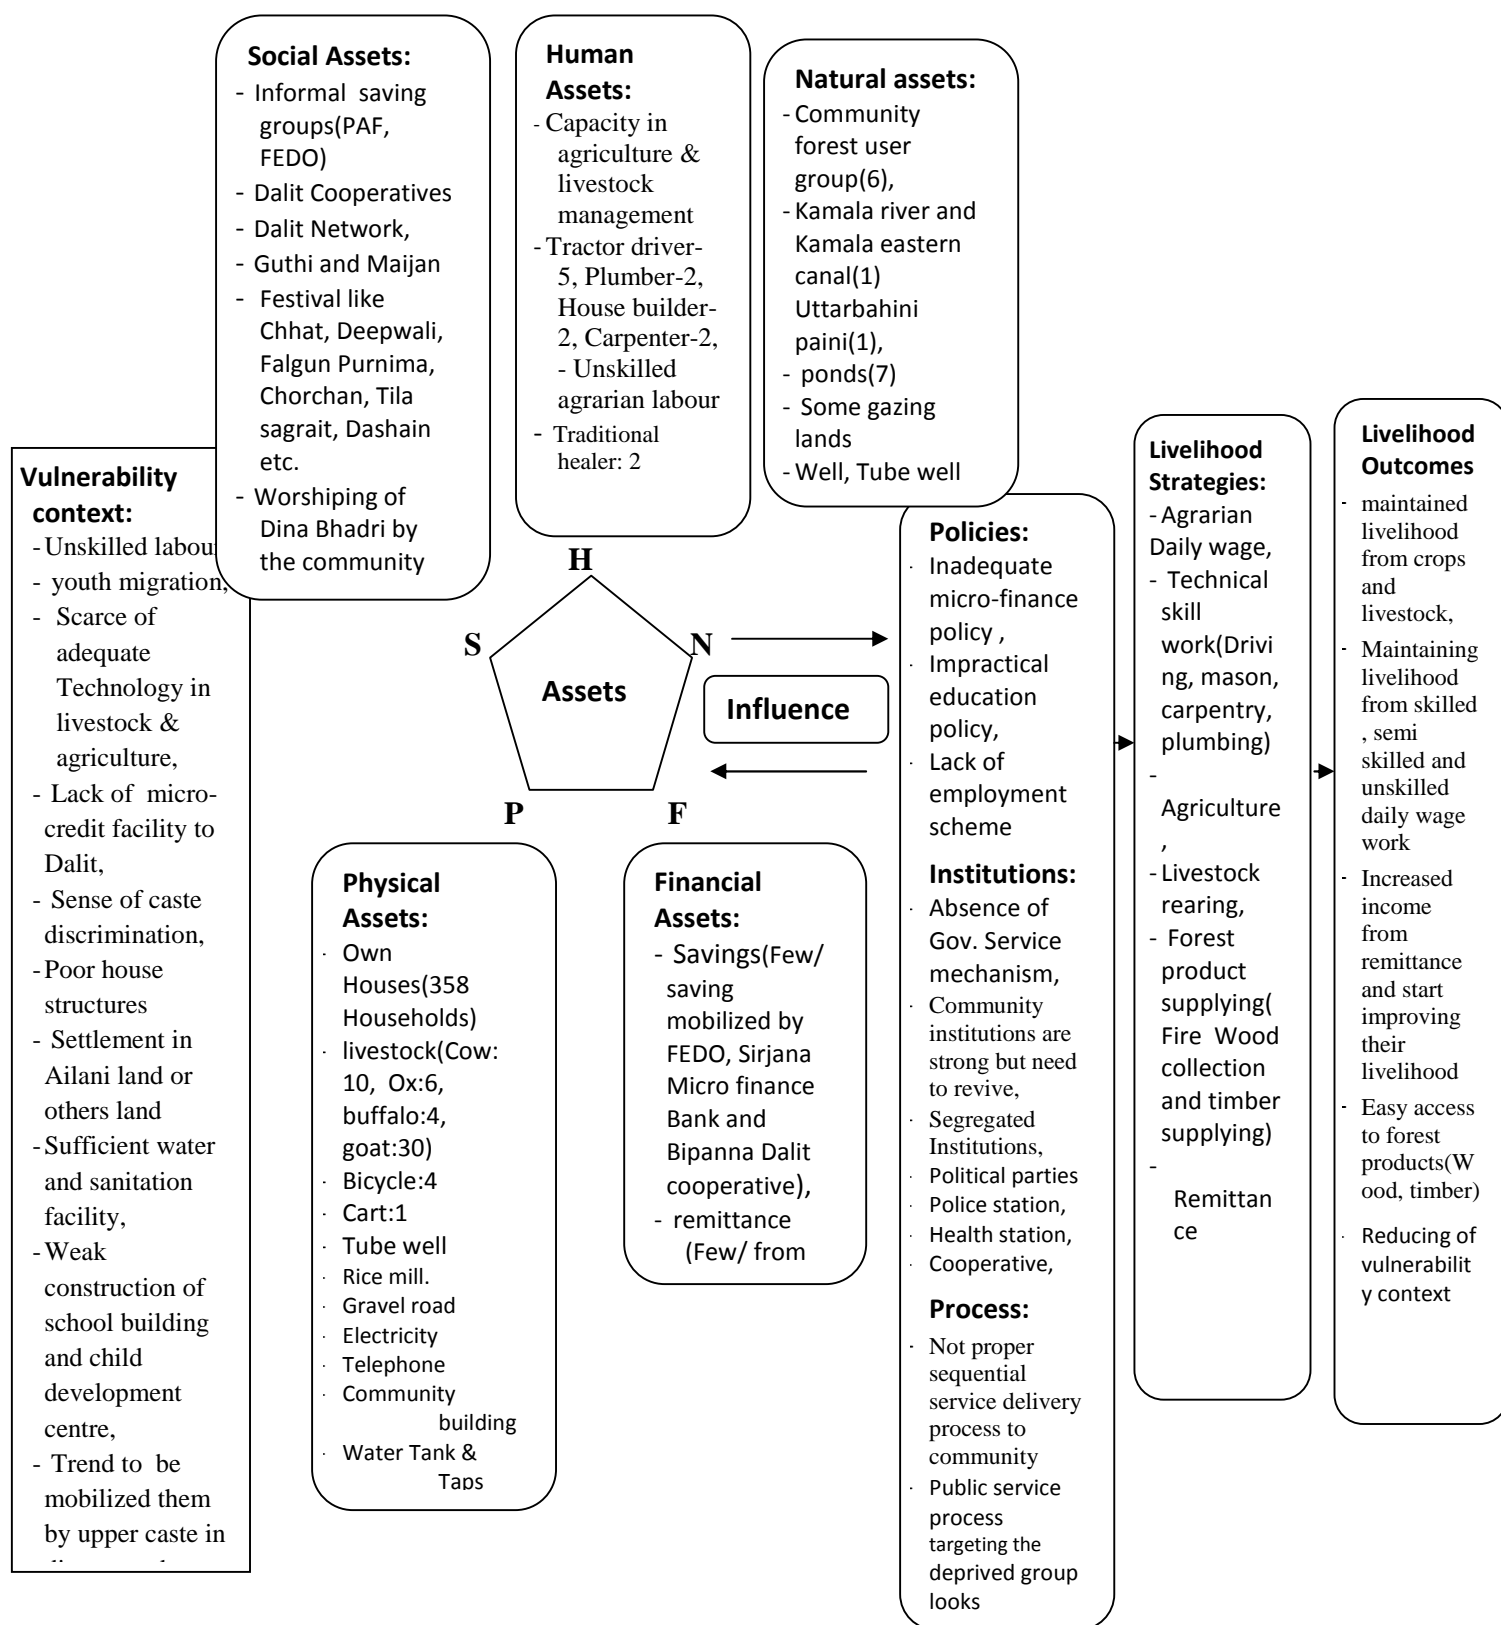 Social Assets:
- Informal saving
groups(PAF,
FEDO)
- Dalit Cooperatives
- Dalit Network,
- Guthi and Maijan
- Festival like
Chhat, Deepwali,
Falgun Purnima,
Chorchan, Tila
sagrait, Dashain
etc.
- Worshiping of
Dina Bhadri by
the community
Human
Assets:
- Capacity in
agriculture &
livestock
management
- Tractor driver-
5, Plumber-2,
House builder-
2, Carpenter-2,
- Unskilled
agrarian labour
- Traditional
healer: 2
Natural assets:
- Community
forest user
group(6),
- Kamala river and
Kamala eastern
canal(1)
Uttarbahini
paini(1),
- ponds(7)
- Some gazing
lands
- Well, Tube well
Vulnerability
context:
- Unskilled labour
- youth migration,
- Scarce of
adequate
Technology in
livestock &
agriculture,
- Lack of micro-
credit facility to
Dalit,
- Sense of caste
discrimination,
- Poor house
structures
- Settlement in
Ailani land or
others land
- Sufficient water
and sanitation
facility,
- Weak
construction of
school building
and child
development
centre,
- Trend to be
mobilized them
by upper caste in
H
S
N
Assets
P
F
Influence
Physical
Assets:
· Own
Houses(358
Households)
· livestock(Cow:
10, Ox:6,
buffalo:4,
goat:30)
· Bicycle:4
· Cart:1
· Tube well
· Rice mill.
· Gravel road
· Electricity
· Telephone
· Community
building
· Water Tank &
Taps
Financial
Assets:
- Savings(Few/
saving
mobilized by
FEDO, Sirjana
Micro finance
Bank and
Bipanna Dalit
cooperative),
- remittance
(Few/ from
Policies:
· Inadequate
micro-finance
policy ,
· Impractical
education
policy,
· Lack of
employment
scheme
Institutions:
· Absence of
Gov. Service
mechanism,
· Community
institutions are
strong but need
to revive,
· Segregated
Institutions,
· Political parties
· Police station,
· Health station,
· Cooperative,
Process:
· Not proper
sequential
service delivery
process to
community
· Public service
process
targeting the
deprived group
looks
Livelihood
Strategies:
- Agrarian
Daily wage,
- Technical
skill
work(Drivi
ng, mason,
carpentry,
plumbing)
-
Agriculture
,
- Livestock
rearing,
- Forest
product
supplying(
Fire Wood
collection
and timber
supplying)
-
Remittan
ce
Livelihood
Outcomes
- maintained
livelihood
from crops
and
livestock,
- Maintaining
livelihood
from skilled
, semi
skilled and
unskilled
daily wage
work
- Increased
income
from
remittance
and start
improving
their
livelihood
- Easy access
to forest
products(W
ood, timber)
· Reducing of
vulnerabilit
y context